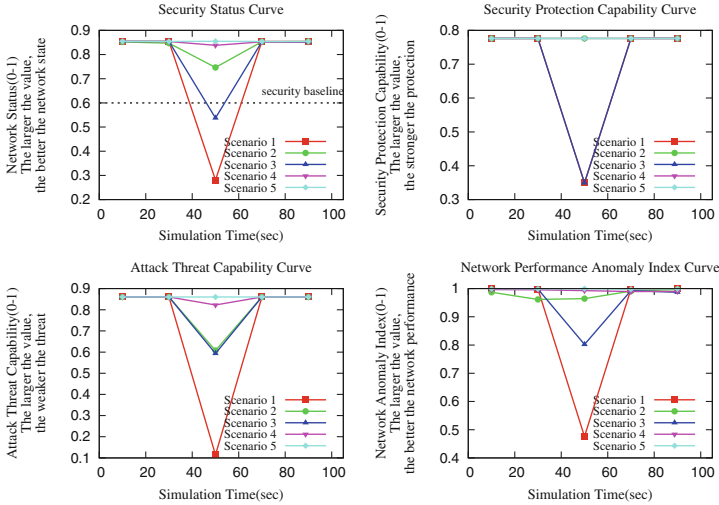 Security Status Curve
Network Status(0-1)
The larger the value,
the better the network state
0.9
0.8
0.7
0.6
0.5
0.4
0.3
0.2
security baseline
Scenario 1
Scenario 2
Scenario 3
Scenario 4
Scenario 5
0 20 40 60 80 100
Simulation Time(sec)
Security Protection Capability Curve
Security Protection Capability(0-1)
The larger the value,
the stronger the protection
0.8
0.7
0.6
0.5
0.4
0.3
Scenario 1
Scenario 2
Scenario 3
Scenario 4
Scenario 5
0 20 40 60 80 100
Simulation Time(sec)
Attack Threat Capability Curve
Attack Threat Capability(0-1)
The larger the value,
the weaker the threat
0.9
0.8
0.7
0.6
0.5
0.4
0.3
0.2
0.1
Scenario 1
Scenario 2
Scenario 3
Scenario 4
Scenario 5
0 20 40 60 80 100
Simulation Time(sec)
Network Performance Anomaly Index Curve
Network Anomaly Index(0-1)
The larger the value,
the better the network performance
1
0.9
0.8
0.7
0.6
0.5
0.4
Scenario 1
Scenario 2
Scenario 3
Scenario 4
Scenario 5
0 20 40 60 80 100
Simulation Time(sec)